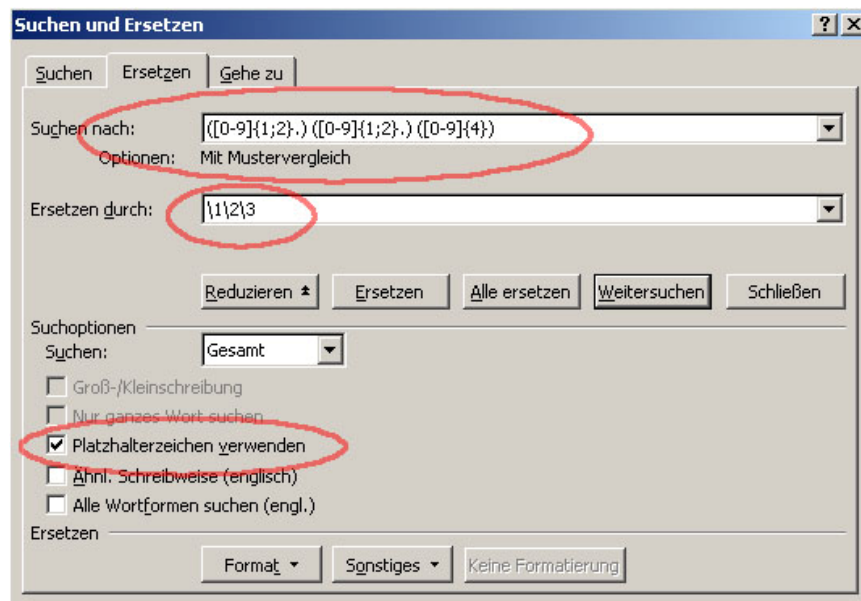 Suchen und Ersetzen
Suchen Ersetzen Gehe zu
Suchen nach: ([0-9]{1;2}.) ([0-9]{1;2}.) ([0-9]{4})
Optionen: Mit Mustervergleich
Ersetzen durch: \1\2\3
Reduzieren Ersetzen Alle ersetzen Weitersuchen Schließen
Suchoptionen
Suchen: Gesamt
Groß-/Kleinschreibung
Nur ganzes Wort suchen
Platzhalterzeichen verwenden
Ähnl. Schreibweise (englisch)
Alle Wortformen suchen (engl.)
Ersetzen
Format Sonstiges Keine Formatierung